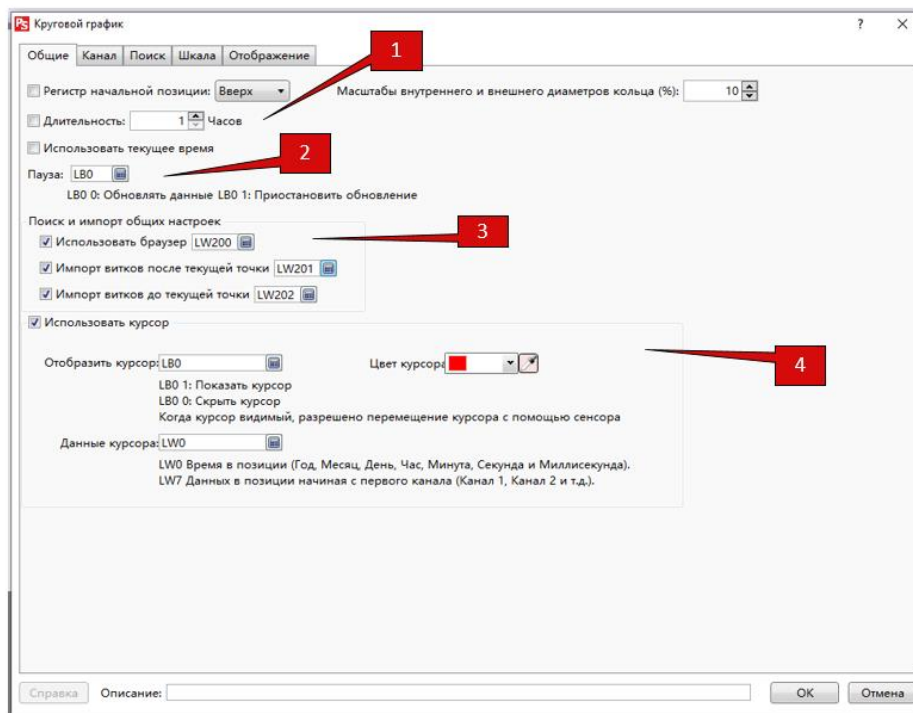 PS Круговой график ? X
Общие Канал Поиск Шкала Отображение
1
Регистр начальной позиции: Вверх Масштабы внутреннего и внешнего диаметров кольца (%): 10
Длительность: 1 Часов
Использовать текущее время
2
Пауза: LB0
LB0 0: Обновлять данные LB0 1: Приостановить обновление
Поиск и импорт общих настроек
3
Использовать браузер LW200
Импорт витков после текущей точки LW201
Импорт витков до текущей точки LW202
Использовать курсор
Отобразить курсор: LB0 Цвет курсора
4
LB0 1: Показать курсор
LB0 0: Скрыть курсор
Когда курсор видимый, разрешено перемещение курсора с помощью сенсора
Данные курсора: LW0
LW0 Время в позиции (Год, Месяц, День, Час, Минута, Секунда и Миллисекунда).
LW7 Данных в позиции начиная с первого канала (Канал 1, Канал 2 и т.д.).
Справка Описание: OK Отмена